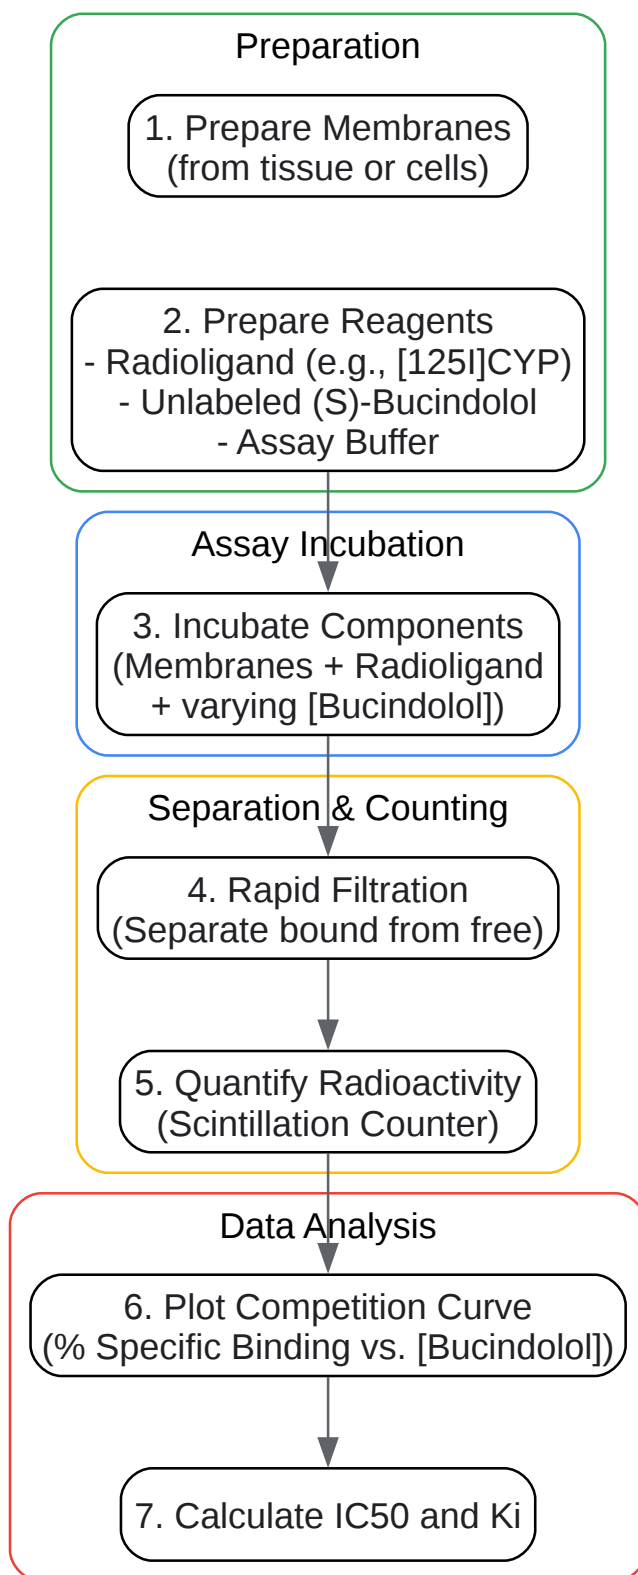 Preparation
1. Prepare Membranes
(from tissue or cells)
2. Prepare Reagents
- Radioligand (e.g., [125I]CYP)
- Unlabeled (S)-Bucindolol
- Assay Buffer
Assay Incubation
3. Incubate Components
(Membranes + Radioligand
+ varying [Bucindolol])
Separation & Counting
4. Rapid Filtration
(Separate bound from free)
5. Quantify Radioactivity
(Scintillation Counter)
Data Analysis
6. Plot Competition Curve
(% Specific Binding vs. [Bucindolol])
7. Calculate IC50 and Ki